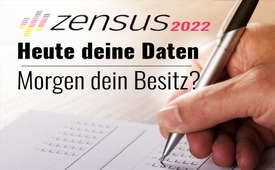 zensus 2022
Heute deine Daten
Morgen dein Besitz?